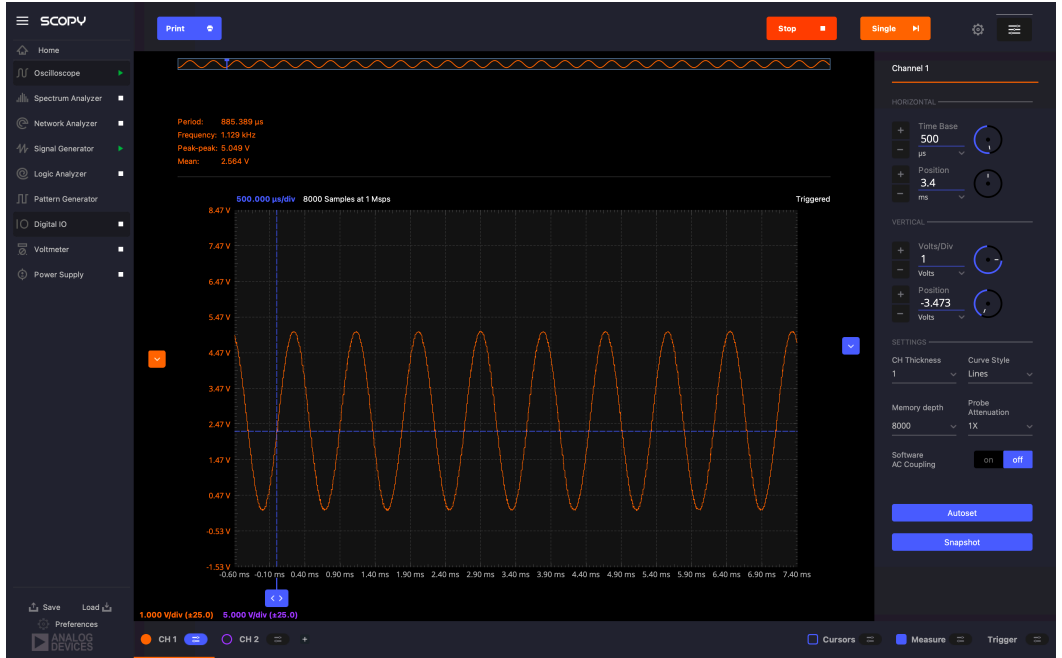 SCOPY
Print
Stop
Single
Home
Oscilloscope
Spectrum Analyzer
Network Analyzer
Signal Generator
Logic Analyzer
Pattern Generator
Digital IO
Voltmeter
Power Supply
Save Load
Preferences
ANALOG
DEVICES
Period: 885.389 µs
Frequency: 1.129 kHz
Peak-peak: 5.049 V
Mean: 2.564 V
500.000 µs/div 8000 Samples at 1 Msps Triggered
8.47 V
7.47 V
6.47 V
5.47 V
4.47 V
3.47 V
2.47 V
1.47 V
0.47 V
-0.53 V
-1.53 V
-0.60 ms -0.10 ms 0.40 ms 0.90 ms 1.40 ms 1.90 ms 2.40 ms 2.90 ms 3.40 ms 3.90 ms 4.40 ms 4.90 ms 5.40 ms 5.90 ms 6.40 ms 6.90 ms 7.40 ms
1.000 V/div (±25.0) 5.000 V/div (±25.0)
CH 1 CH 2 + Cursors Measure Trigger
Channel 1
HORIZONTAL
Time Base
+ 500
- µs
Position
+ 3.4
- ms
VERTICAL
Volts/Div
+ 1
- Volts
Position
+ -3.473
- Volts
SETTINGS
CH Thickness Curve Style
1 Lines
Memory depth Probe Attenuation
8000 1X
Software
AC Coupling on off
Autoset
Snapshot